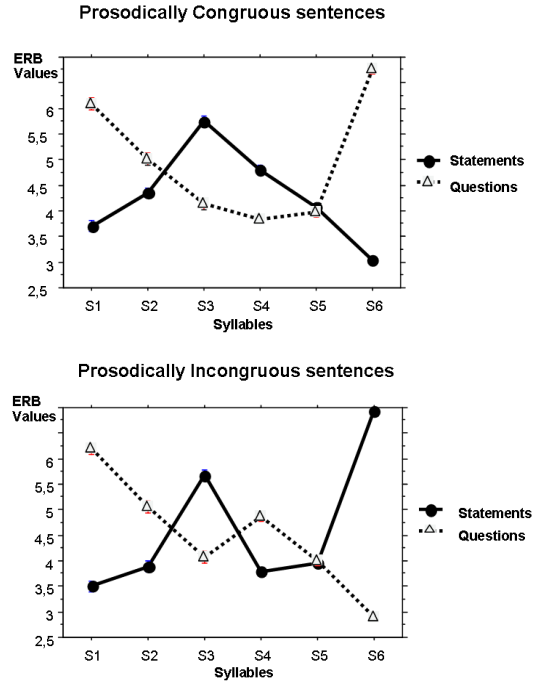 Prosodically Congruous sentences
ERB
Values
6
5,5
5
4,5
4
3,5
3
2,5
S1 S2 S3 S4 S5 S6
Syllables
Statements
Questions
Prosodically Incongruous sentences
ERB
Values
6
5,5
5
4,5
4
3,5
3
2,5
S1 S2 S3 S4 S5 S6
Syllables
Statements
Questions